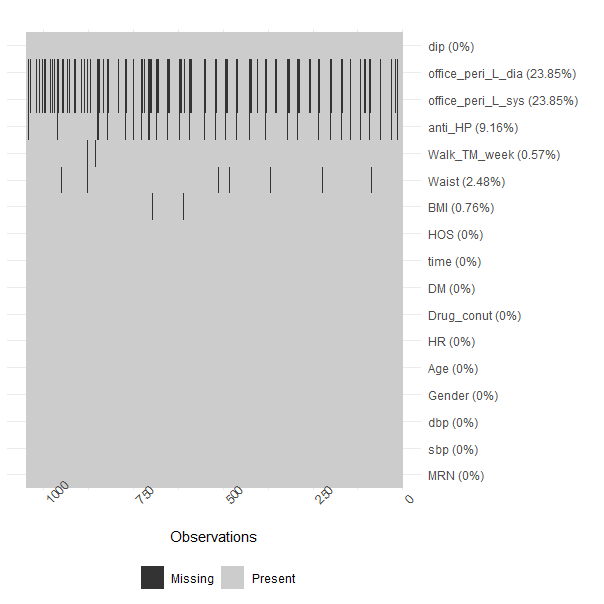 dip (0%)
office_peri_L_dia (23.85%)
office_peri_L_sys (23.85%)
anti_HP (9.16%)
Walk_TM_week (0.57%)
Waist (2.48%)
BMI (0.76%)
HOS (0%)
time (0%)
DM (0%)
Drug_conut (0%)
HR (0%)
Age (0%)
Gender (0%)
dbp (0%)
sbp (0%)
MRN (0%)
1000 750 500 250 0
Observations
Missing Present